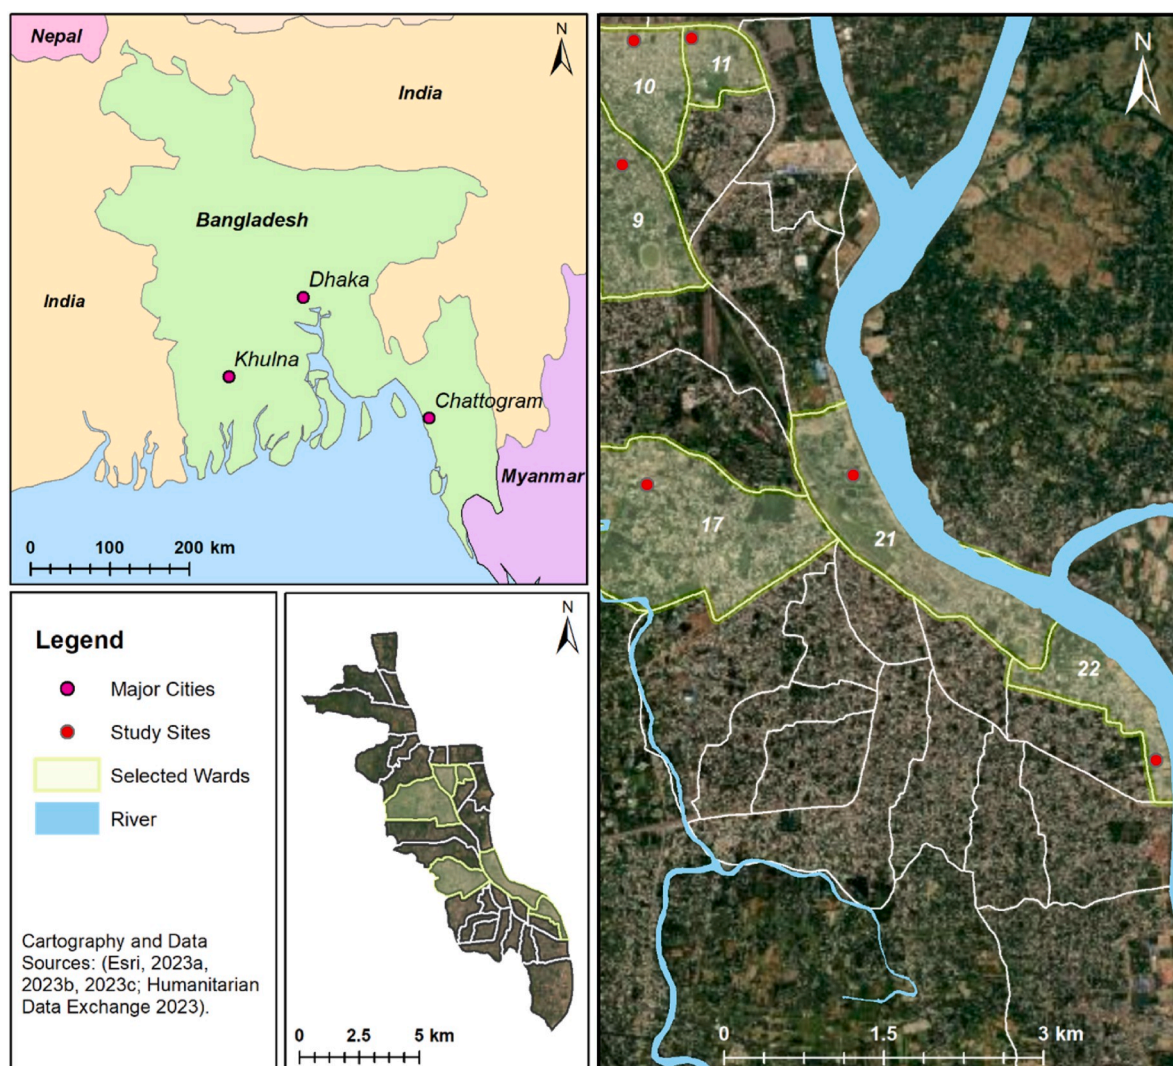 Nepal
N
India
Bangladesh
Dhaka
India
Khulna
Chattogram
Myanmar
0 100 200 km
Legend
Major Cities
Study Sites
Selected Wards
River
Cartography and Data
Sources: (Esri, 2023a,
2023b, 2023c; Humanitarian
Data Exchange 2023).
N
0 2.5 5 km
N
10
11
9
17
21
22
0 1.5 3 km